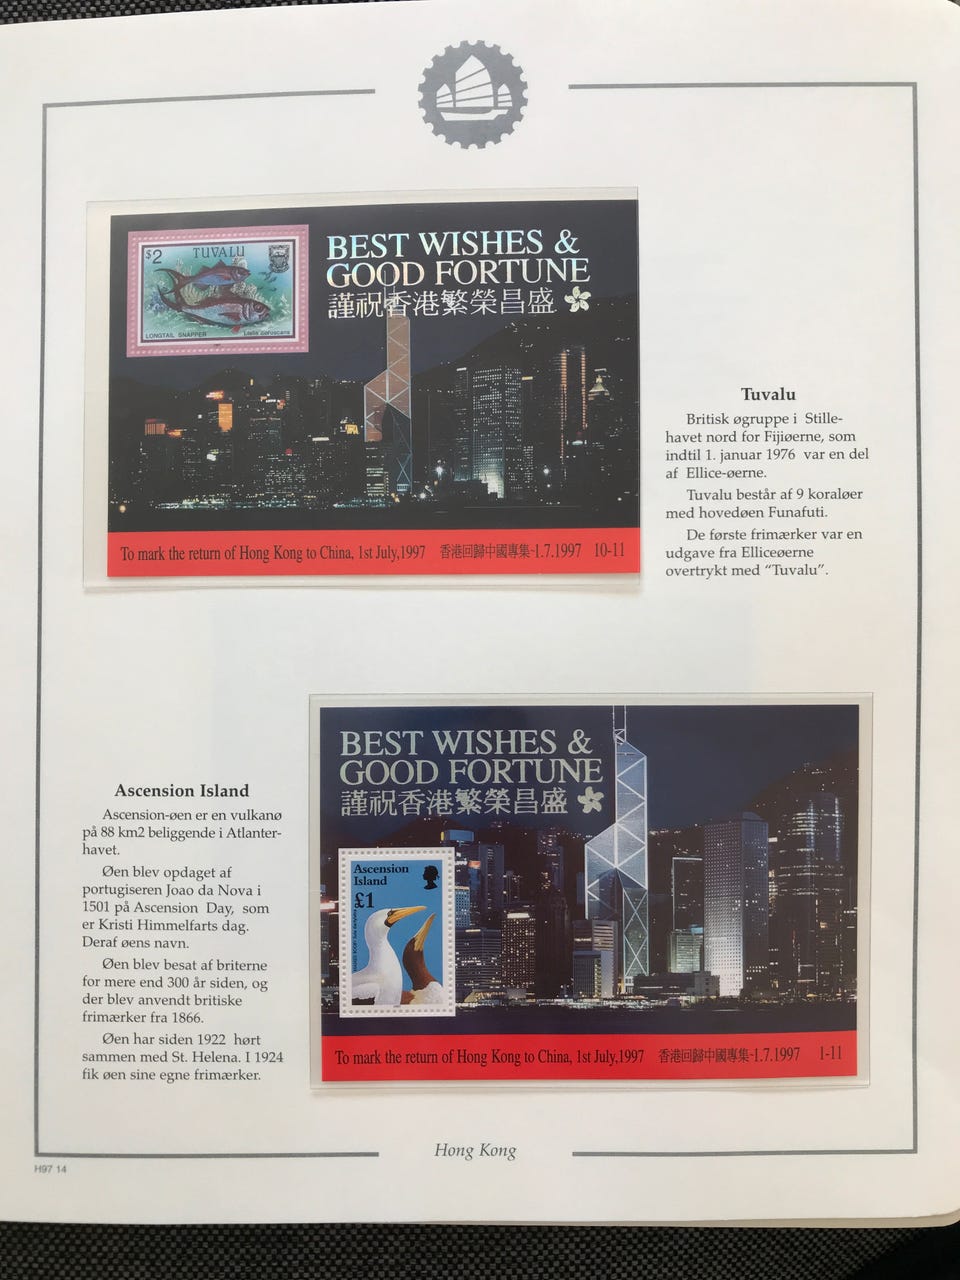 $2
TUVALU
LONGTAIL SNAPPER
BEST WISHES &
GOOD FORTUNE
謹祝香港繁榮昌盛
To mark the return of Hong Kong to China, 1st July,1997 香港回歸中國專集-1.7.1997 10-11
Tuvalu
Britisk øgruppe i Stille-
havet nord for Fijiøerne, som
indtil 1. januar 1976 var en del
af Ellice-øerne.
Tuvalu består af 9 koraløer
med hovedøen Funafuti.
De første frimærker var en
udgave fra Elliceøerne
overtrykt med “Tuvalu”.
BEST WISHES &
GOOD FORTUNE
謹祝香港繁榮昌盛
Ascension
Island
£1
To mark the return of Hong Kong to China, 1st July,1997 香港回歸中國專集-1.7.1997 1-11
Ascension Island
Ascension-øen er en vulkanø
på 88 km2 beliggende i Atlanter-
havet.
Øen blev opdaget af
portugiseren Joao da Nova i
1501 på Ascension Day, som
er Kristi Himmelfarts dag.
Deraf øens navn.
Øen blev besat af briterne
for mere end 300 år siden, og
der blev anvendt britiske
frimærker fra 1866.
Øen har siden 1922 hørt
sammen med St. Helena. I 1924
fik øen sine egne frimærker.
Hong Kong
H97 14